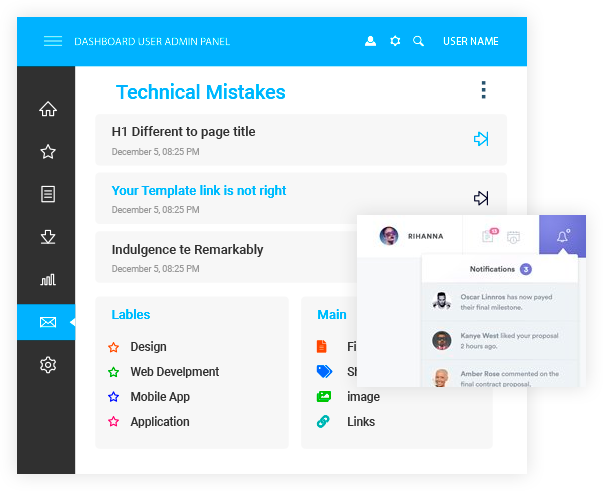 DASHBOARD USER ADMIN PANEL
USER NAME
Technical Mistakes
H1 Different to page title
December 5, 08:25 PM
Your Template link is not right
December 5, 08:25 PM
Indulgence te Remarkably
December 5, 08:25 PM
RIHANNA
13
Notifications 3
Oscar Linnros has now payed
their final milestone.
Kanye West liked your proposal
2 hours ago.
Amber Rose commented on the
final contract proposal.
Lables
Design
Web Develpment
Mobile App
Application
Main
Fi
Sh
image
Links